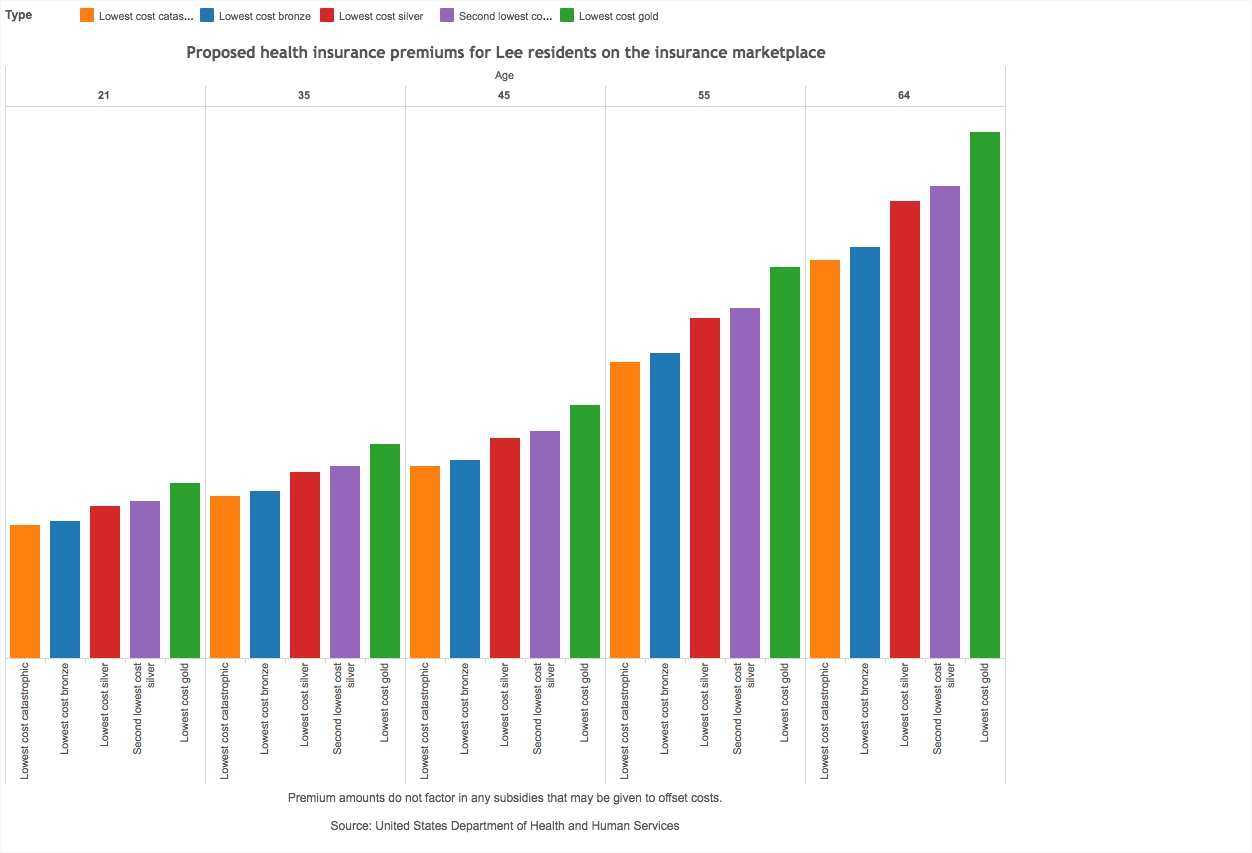 Type
Lowest cost catas...
Lowest cost bronze
Lowest cost silver
Second lowest co...
Lowest cost gold
Proposed health insurance premiums for Lee residents on the insurance marketplace
Age
21
35
45
55
64
Lowest cost catastrophic
Lowest cost bronze
Lowest cost silver
Second lowest cost
silver
Lowest cost gold
Lowest cost catastrophic
Lowest cost bronze
Lowest cost silver
Second lowest cost
silver
Lowest cost gold
Lowest cost catastrophic
Lowest cost bronze
Lowest cost silver
Second lowest cost
silver
Lowest cost gold
Lowest cost catastrophic
Lowest cost bronze
Lowest cost silver
Second lowest cost
silver
Lowest cost gold
Lowest cost catastrophic
Lowest cost bronze
Lowest cost silver
Second lowest cost
silver
Lowest cost gold
Premium amounts do not factor in any subsidies that may be given to offset costs.
Source: United States Department of Health and Human Services